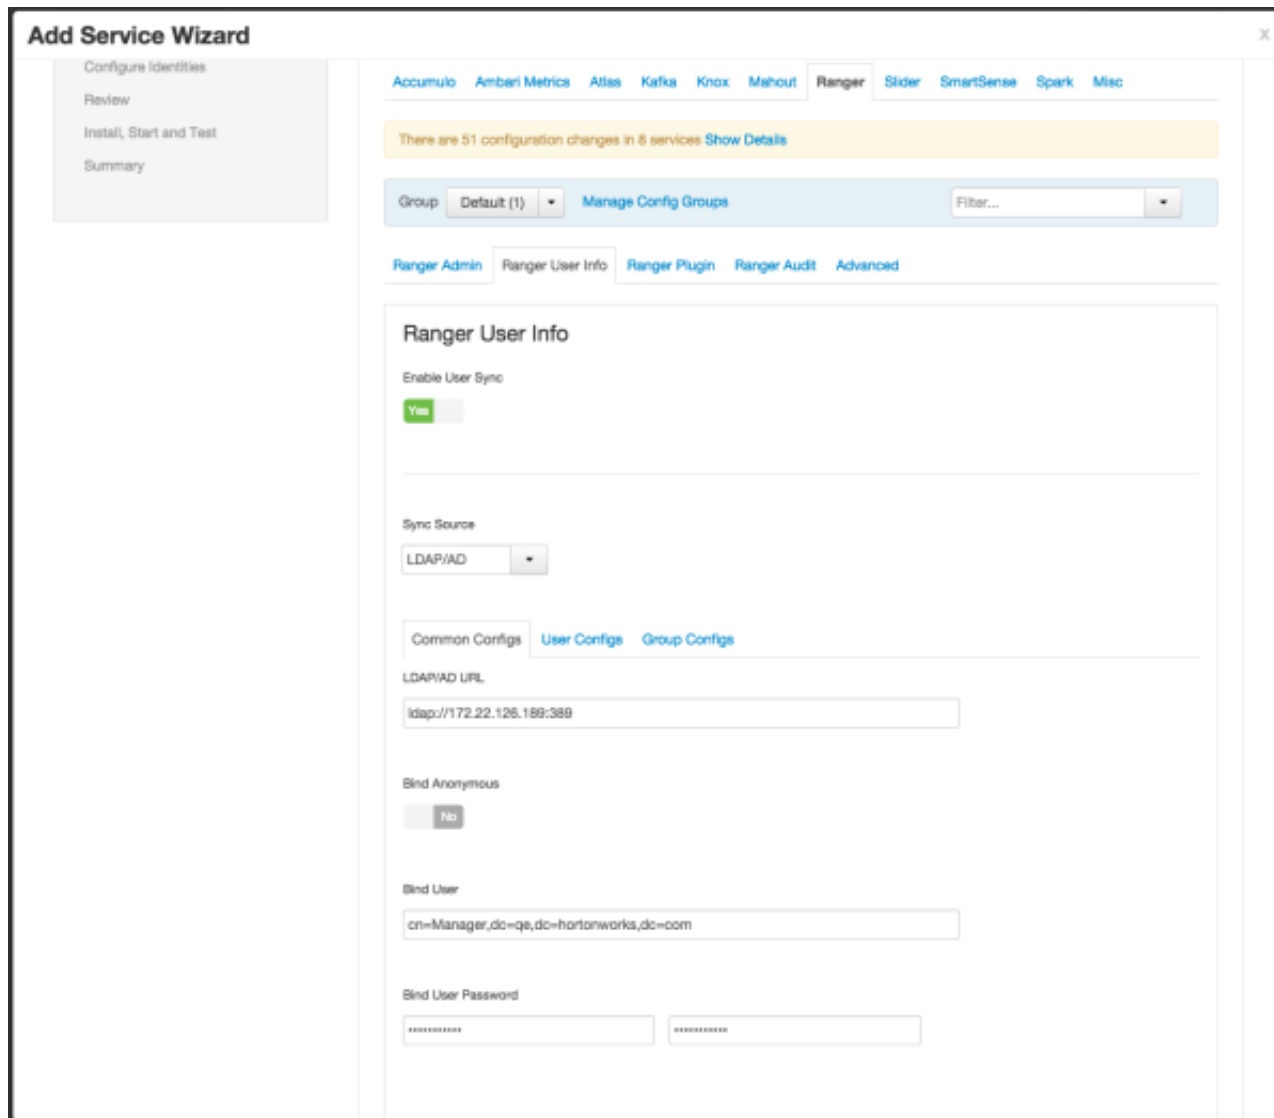 Add Service Wizard
x
Configure Identities
Review
Install, Start and Test
Summary
Accumulo Ambari Metrics Atlas Kafka Knox Mahout Ranger Slider SmartSense Spark Misc
There are 51 configuration changes in 8 services Show Details
Group Default (1) Manage Config Groups Filter...
Ranger Admin Ranger User Info Ranger Plugin Ranger Audit Advanced
Ranger User Info
Enable User Sync
Yes
Sync Source
LDAP/AD
Common Configs User Configs Group Configs
LDAP/AD URL
ldap://172.22.126.189:389
Bind Anonymous
No
Bind User
cn=Manager,dc=qe,dc=hortonworks,dc=com
Bind User Password
••••••••••• •••••••••••